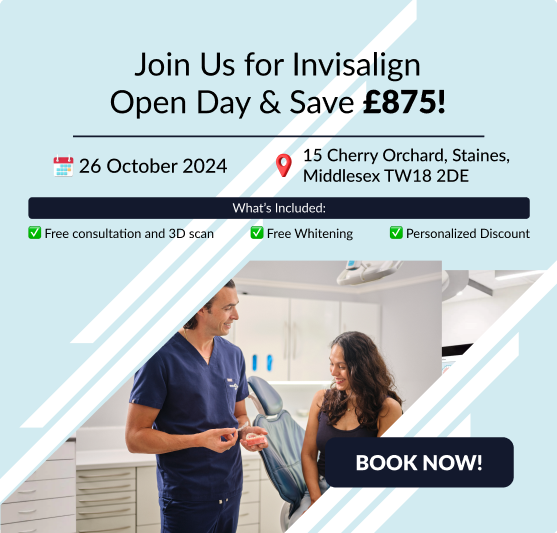 Join Us for Invisalign
Open Day & Save £875!
26 October 2024
15 Cherry Orchard, Staines,
Middlesex TW18 2DE
What's Included:
✅ Free consultation and 3D scan
✅ Free Whitening
✅ Personalized Discount
BOOK NOW!